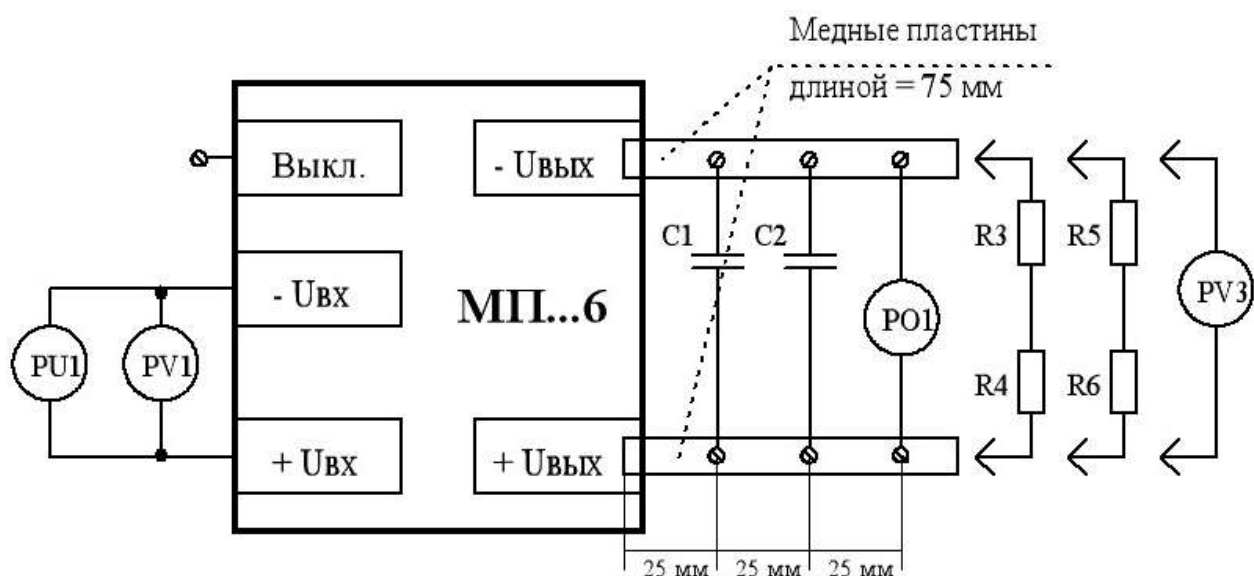 Медные пластины
длиной = 75 мм
Выкл.
- Uвых
C1
C2
R3
R5
- Uвх
МП...6
PU1
PV1
PO1
PV3
R4
R6
+ Uвх
+ Uвых
25 мм
25 мм
25 мм